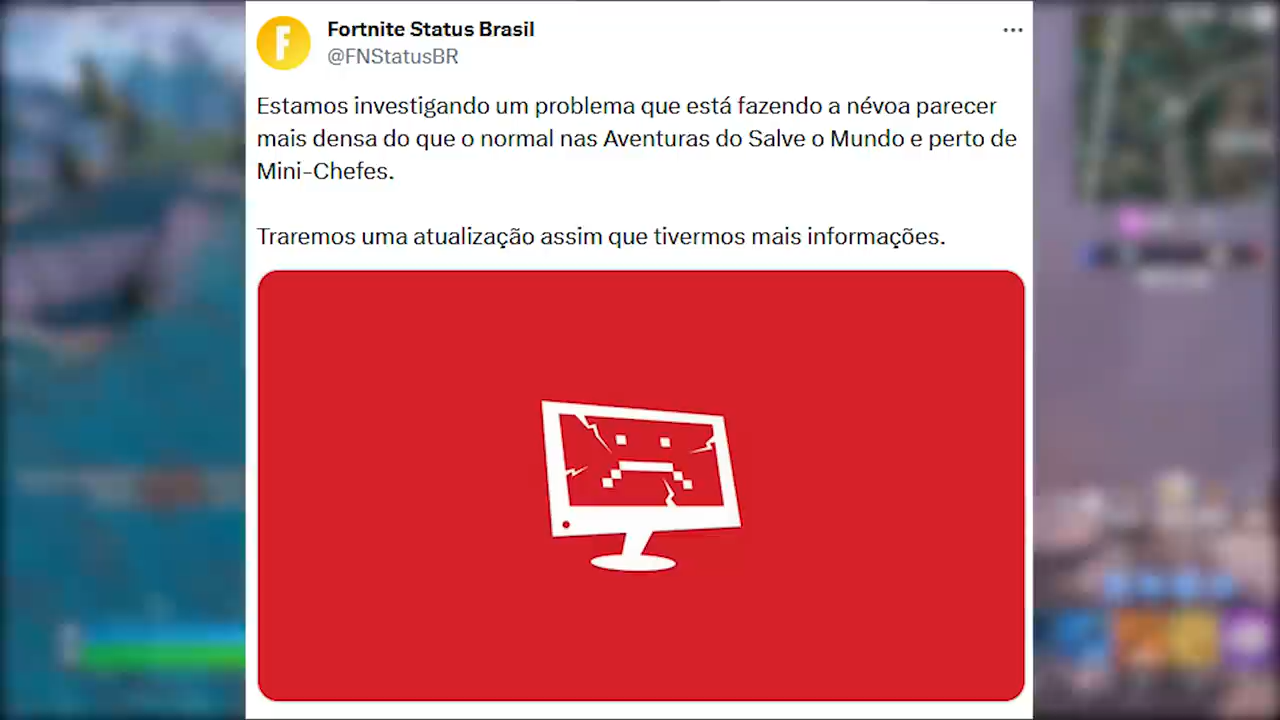 Fortnite Status Brasil
@FNStatusBR
Estamos investigando um problema que está fazendo a névoa parecer
mais densa do que o normal nas Aventuras do Salve o Mundo e perto de
Mini-Chefes.
Traremos uma atualização assim que tivermos mais informações.